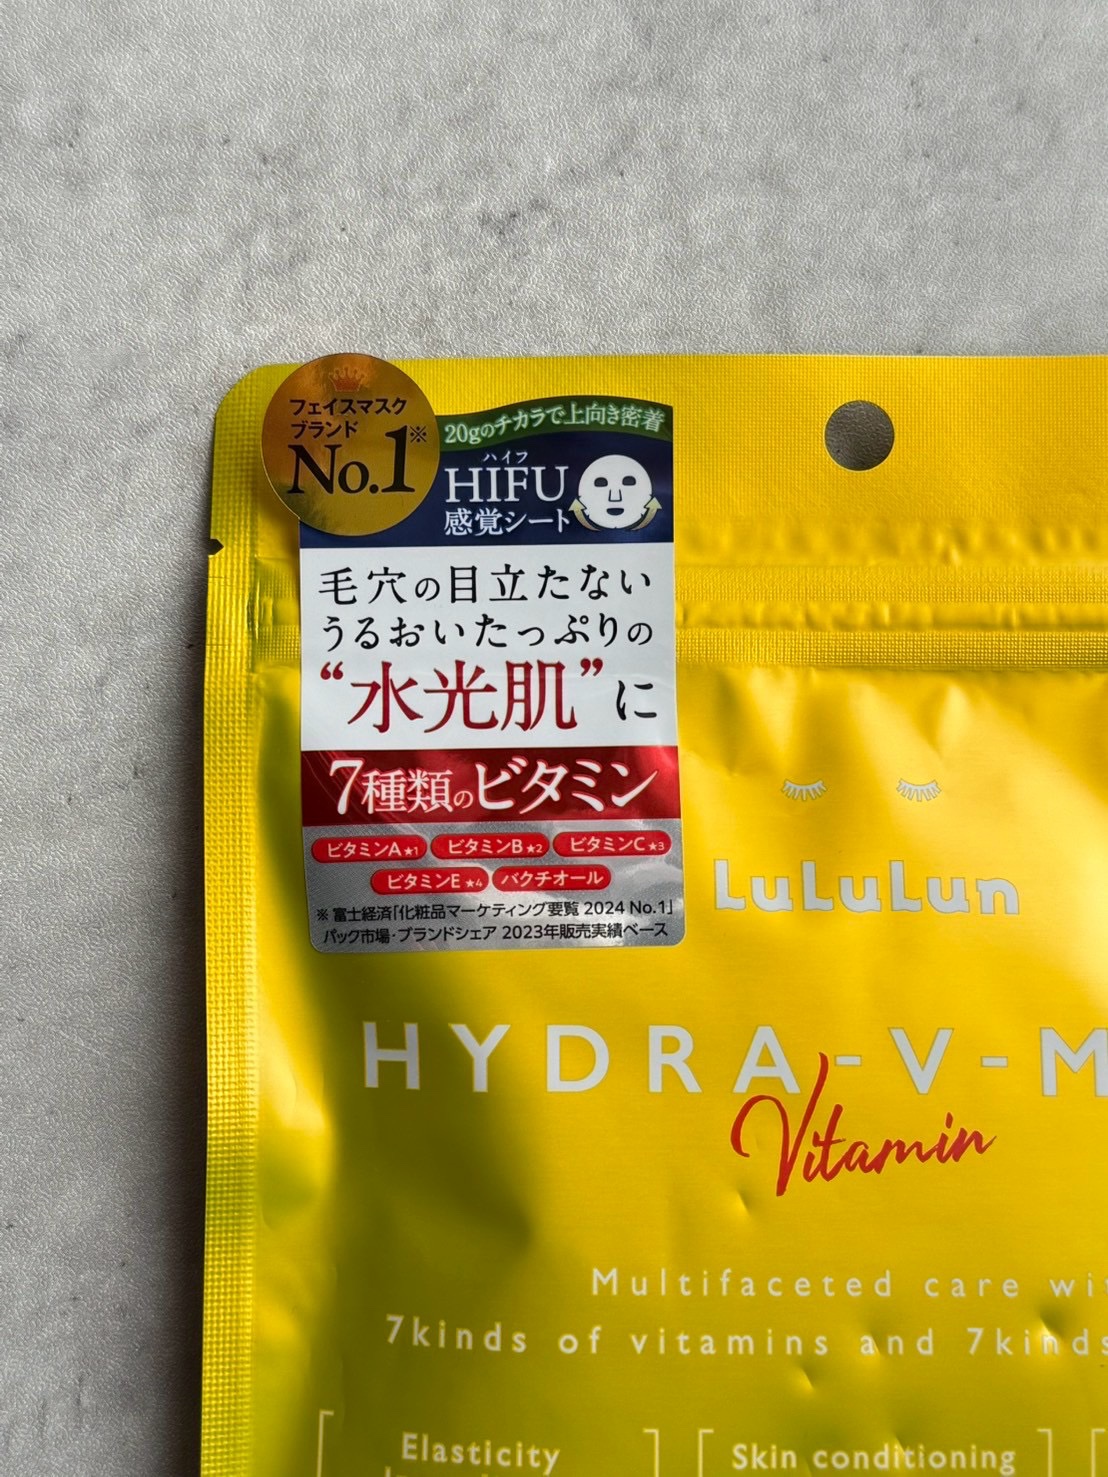 フェイスマスク
ブランド
No.1※
20gのチカラで上向き密着
ハイフ
HIFU
感覚シート
毛穴の目立たない
うるおいたっぷりの
“水光肌”に
7種類のビタミン
ビタミンA★1 ビタミンB★2 ビタミンC★3
ビタミンE★4 バクチオール
※ 富士経済「化粧品マーケティング要覧 2024 No.1」
パック市場・ブランドシェア 2023年販売実績ベース
LuLuLun
HYDRA-V-M
Vitamin
Multifaceted care wi
7kinds of vitamins and 7kinds
Elasticity
Skin conditioning